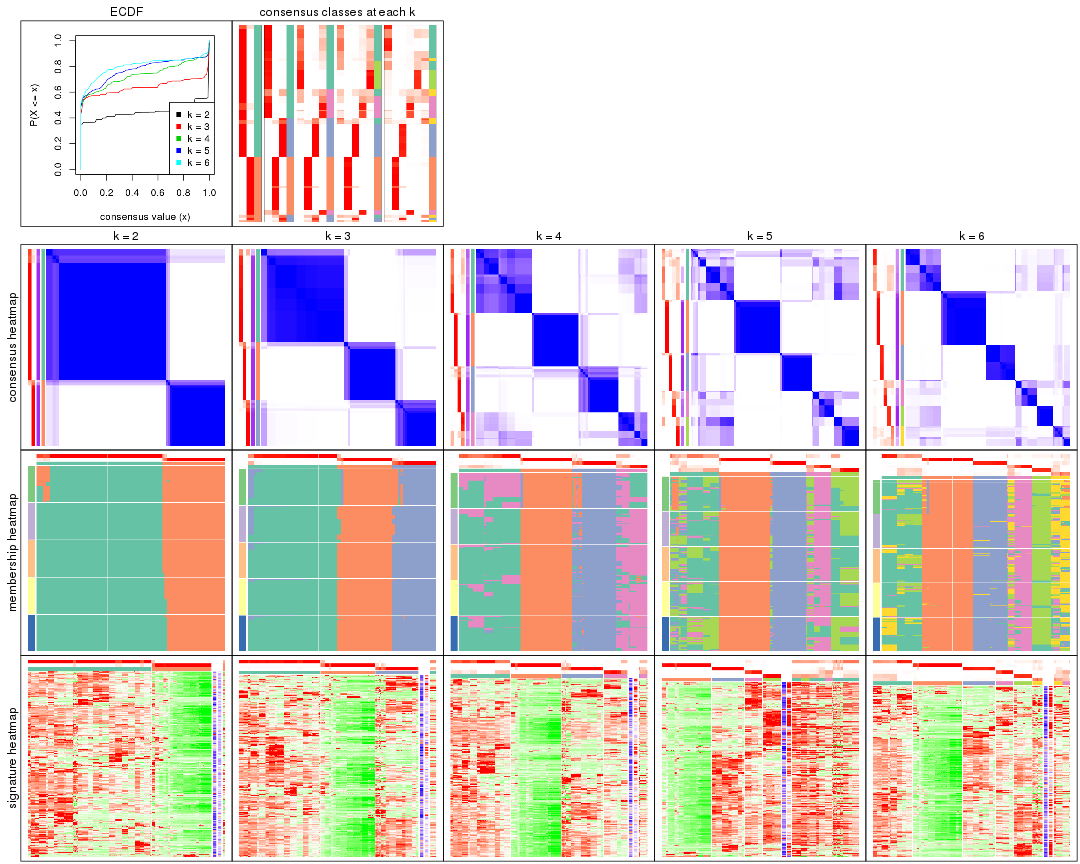 ECDF
consensus classes at each k
P(X <= x)
0.0 0.2 0.4 0.6 0.8 1.0
k = 2
k = 3
k = 4
k = 5
k = 6
0.0 0.2 0.4 0.6 0.8 1.0
consensus value (x)
k = 2
k = 3
k = 4
k = 5
k = 6
consensus heatmap
membership heatmap
signature heatmap